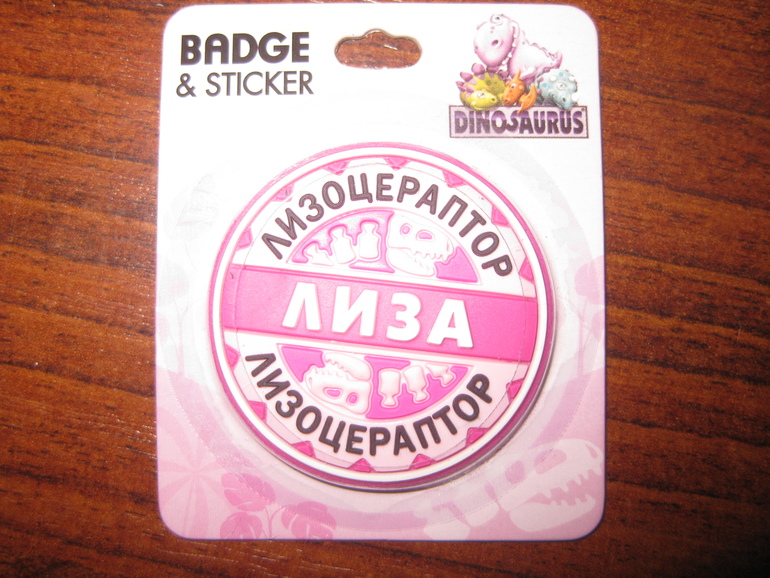 BADGE
& STICKER
DINOSAURUS
ЛИЗОЦЕРАПТОР
ЛИЗА
ЛИЗОЦЕРАПТОР